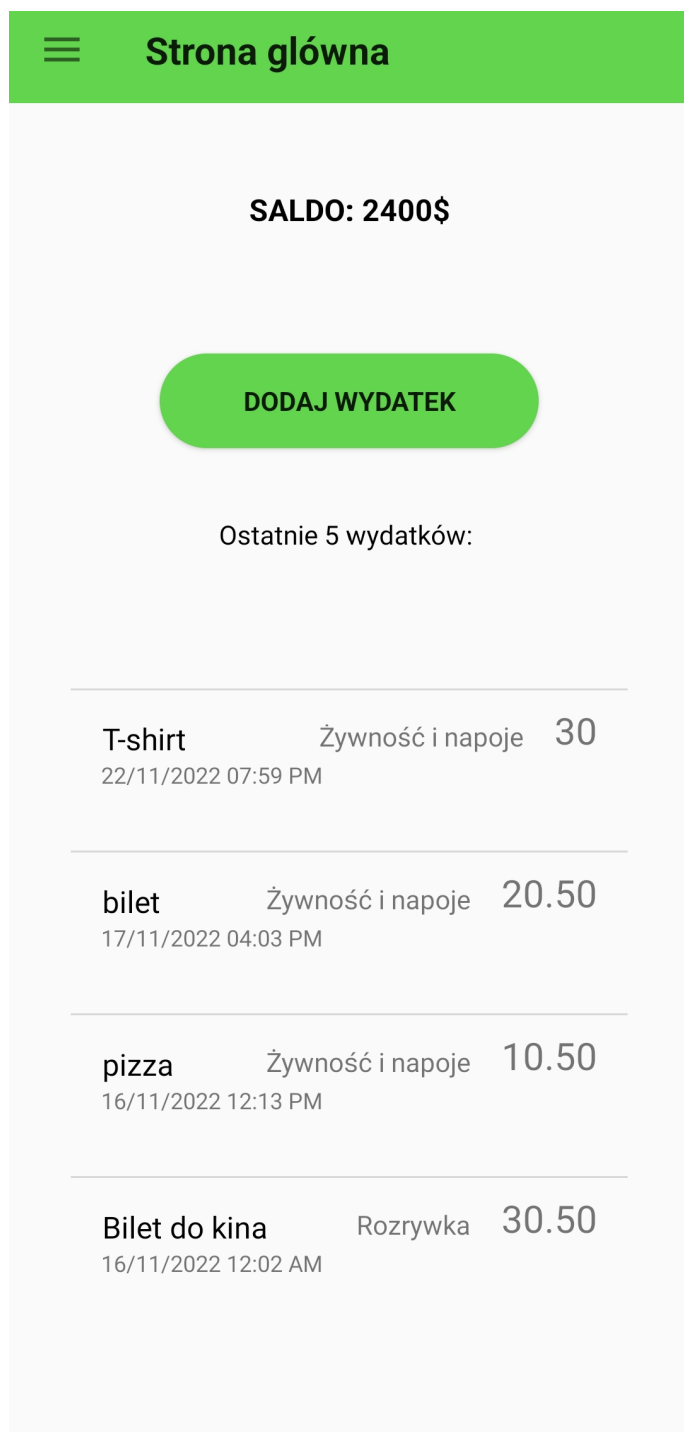 Strona glówna
SALDO: 2400$
DODAJ WYDATEK
Ostatnie 5 wydatków:
T-shirt Żywność i napoje 30
22/11/2022 07:59 PM
bilet Żywność i napoje 20.50
17/11/2022 04:03 PM
pizza Żywność i napoje 10.50
16/11/2022 12:13 PM
Bilet do kina Rozrywka 30.50
16/11/2022 12:02 AM